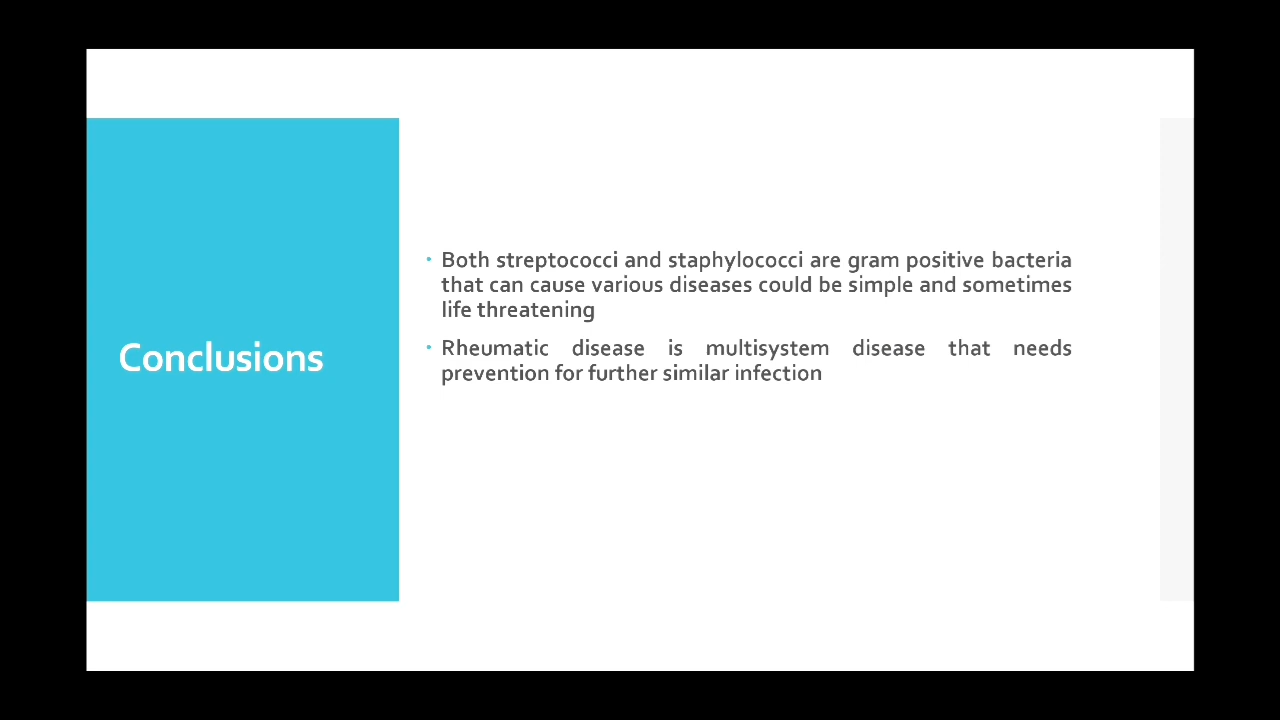 Conclusions
• Both streptococci and staphylococci are gram positive bacteria
that can cause various diseases could be simple and sometimes
life threatening
• Rheumatic disease is multisystem disease that needs
prevention for further similar infection